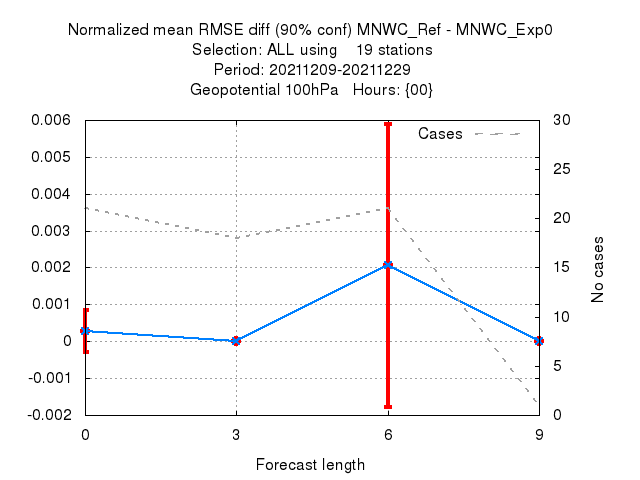 Normalized mean RMSE diff (90% conf) MNWC_Ref - MNWC_Exp0
Selection: ALL using    19 stations
Period: 20211209-20211229
Geopotential 100hPa   Hours: {00}
0.006
0.005
0.004
0.003
0.002
0.001
0
-0.001
-0.002
Cases
30
25
20
15
10
5
0
No cases
0 3 6 9
Forecast length